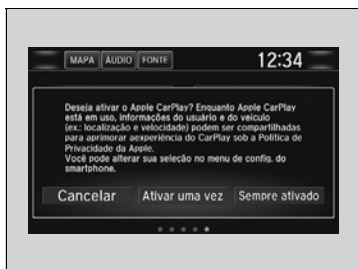 MAPA ÁUDIO FONTE 12:34
Deseja ativar o Apple CarPlay? Enquanto Apple CarPlay
está em uso, informações do usuário e do veículo
(ex.: localização e velocidade) podem ser compartilhadas
para aprimorar aexperiência do CarPlay sob a Política de
Privacidade da Apple.
Você pode alterar sua seleção no menu de config. do
smartphone.
Cancelar Ativar uma vez Sempre ativado